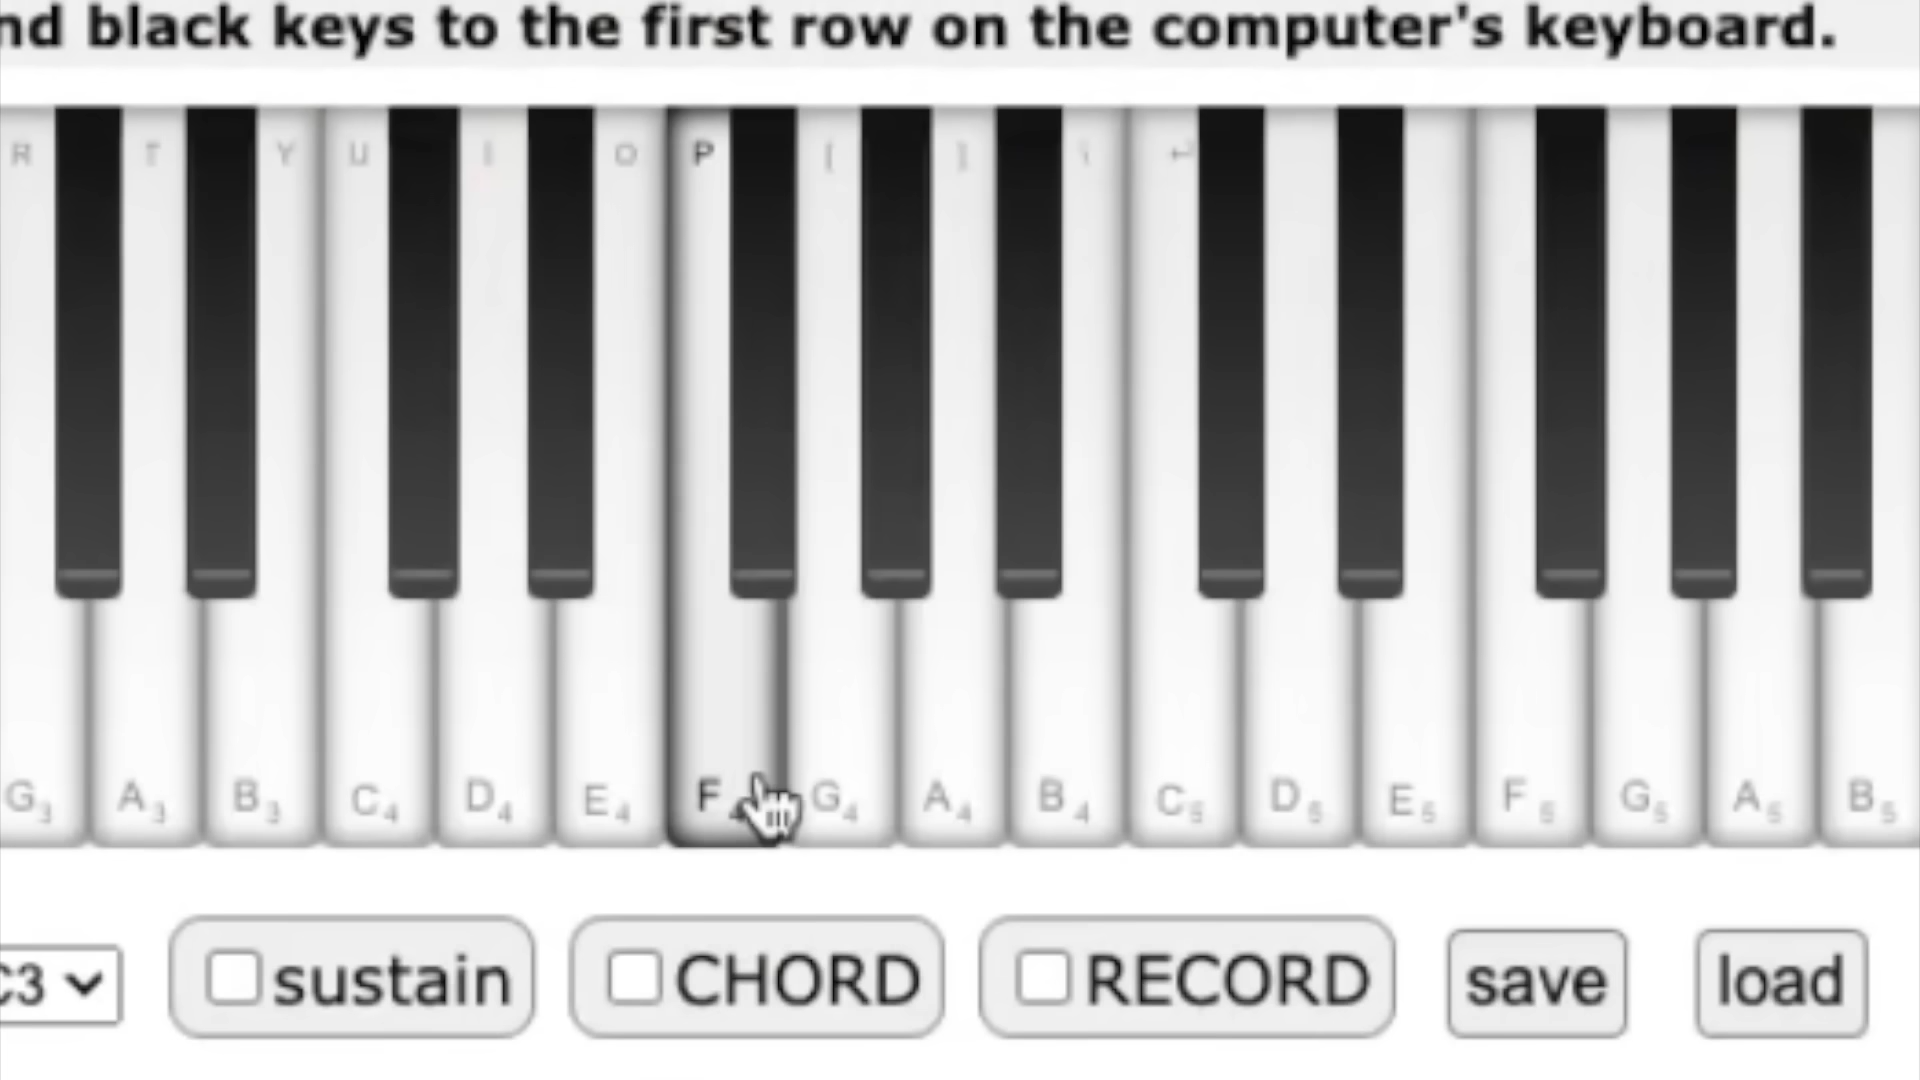 nd black keys to the first row on the computer's keyboard.
R T Y U I O P [ ] \ ↵
G3 A3 B3 C4 D4 E4 F4 G4 A4 B4 C5 D5 E5 F5 G5 A5 B5
C3 sustain CHORD RECORD save load